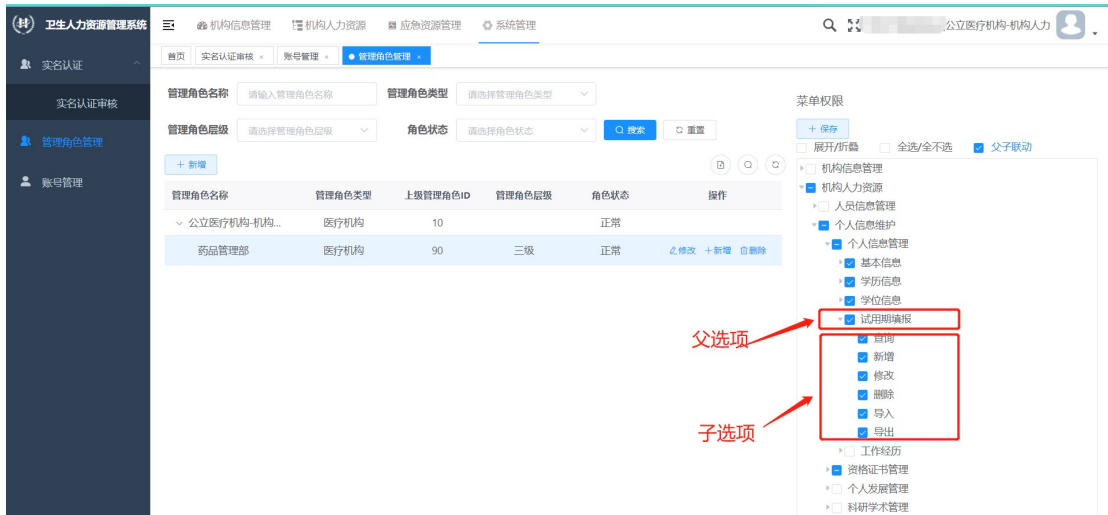 卫生人力资源管理系统
机构信息管理 机构人力资源 应急资源管理 系统管理
公立医疗机构-机构人力
首页 实名认证审核 × 账号管理 × 管理角色管理 ×
实名认证
实名认证审核
管理角色管理
账号管理
管理角色名称 请输入管理角色名称 管理角色类型 请选择管理角色类型
管理角色层级 请选择管理角色层级 角色状态 请选择角色状态 搜索 重置
+ 新增
管理角色名称 管理角色类型 上级管理角色ID 管理角色层级 角色状态 操作
公立医疗机构-机构... 医疗机构 10 正常
药品管理部 医疗机构 90 三级 正常 修改 +新增 删除
菜单权限
+ 保存
展开/折叠 全选/全不选 父子联动
机构信息管理
机构人力资源
人员信息管理
个人信息维护
个人信息管理
基本信息
学历信息
学位信息
试用期填报
查询
新增
修改
删除
导入
导出
工作经历
资格证书管理
个人发展管理
科研学术管理
父选项
子选项